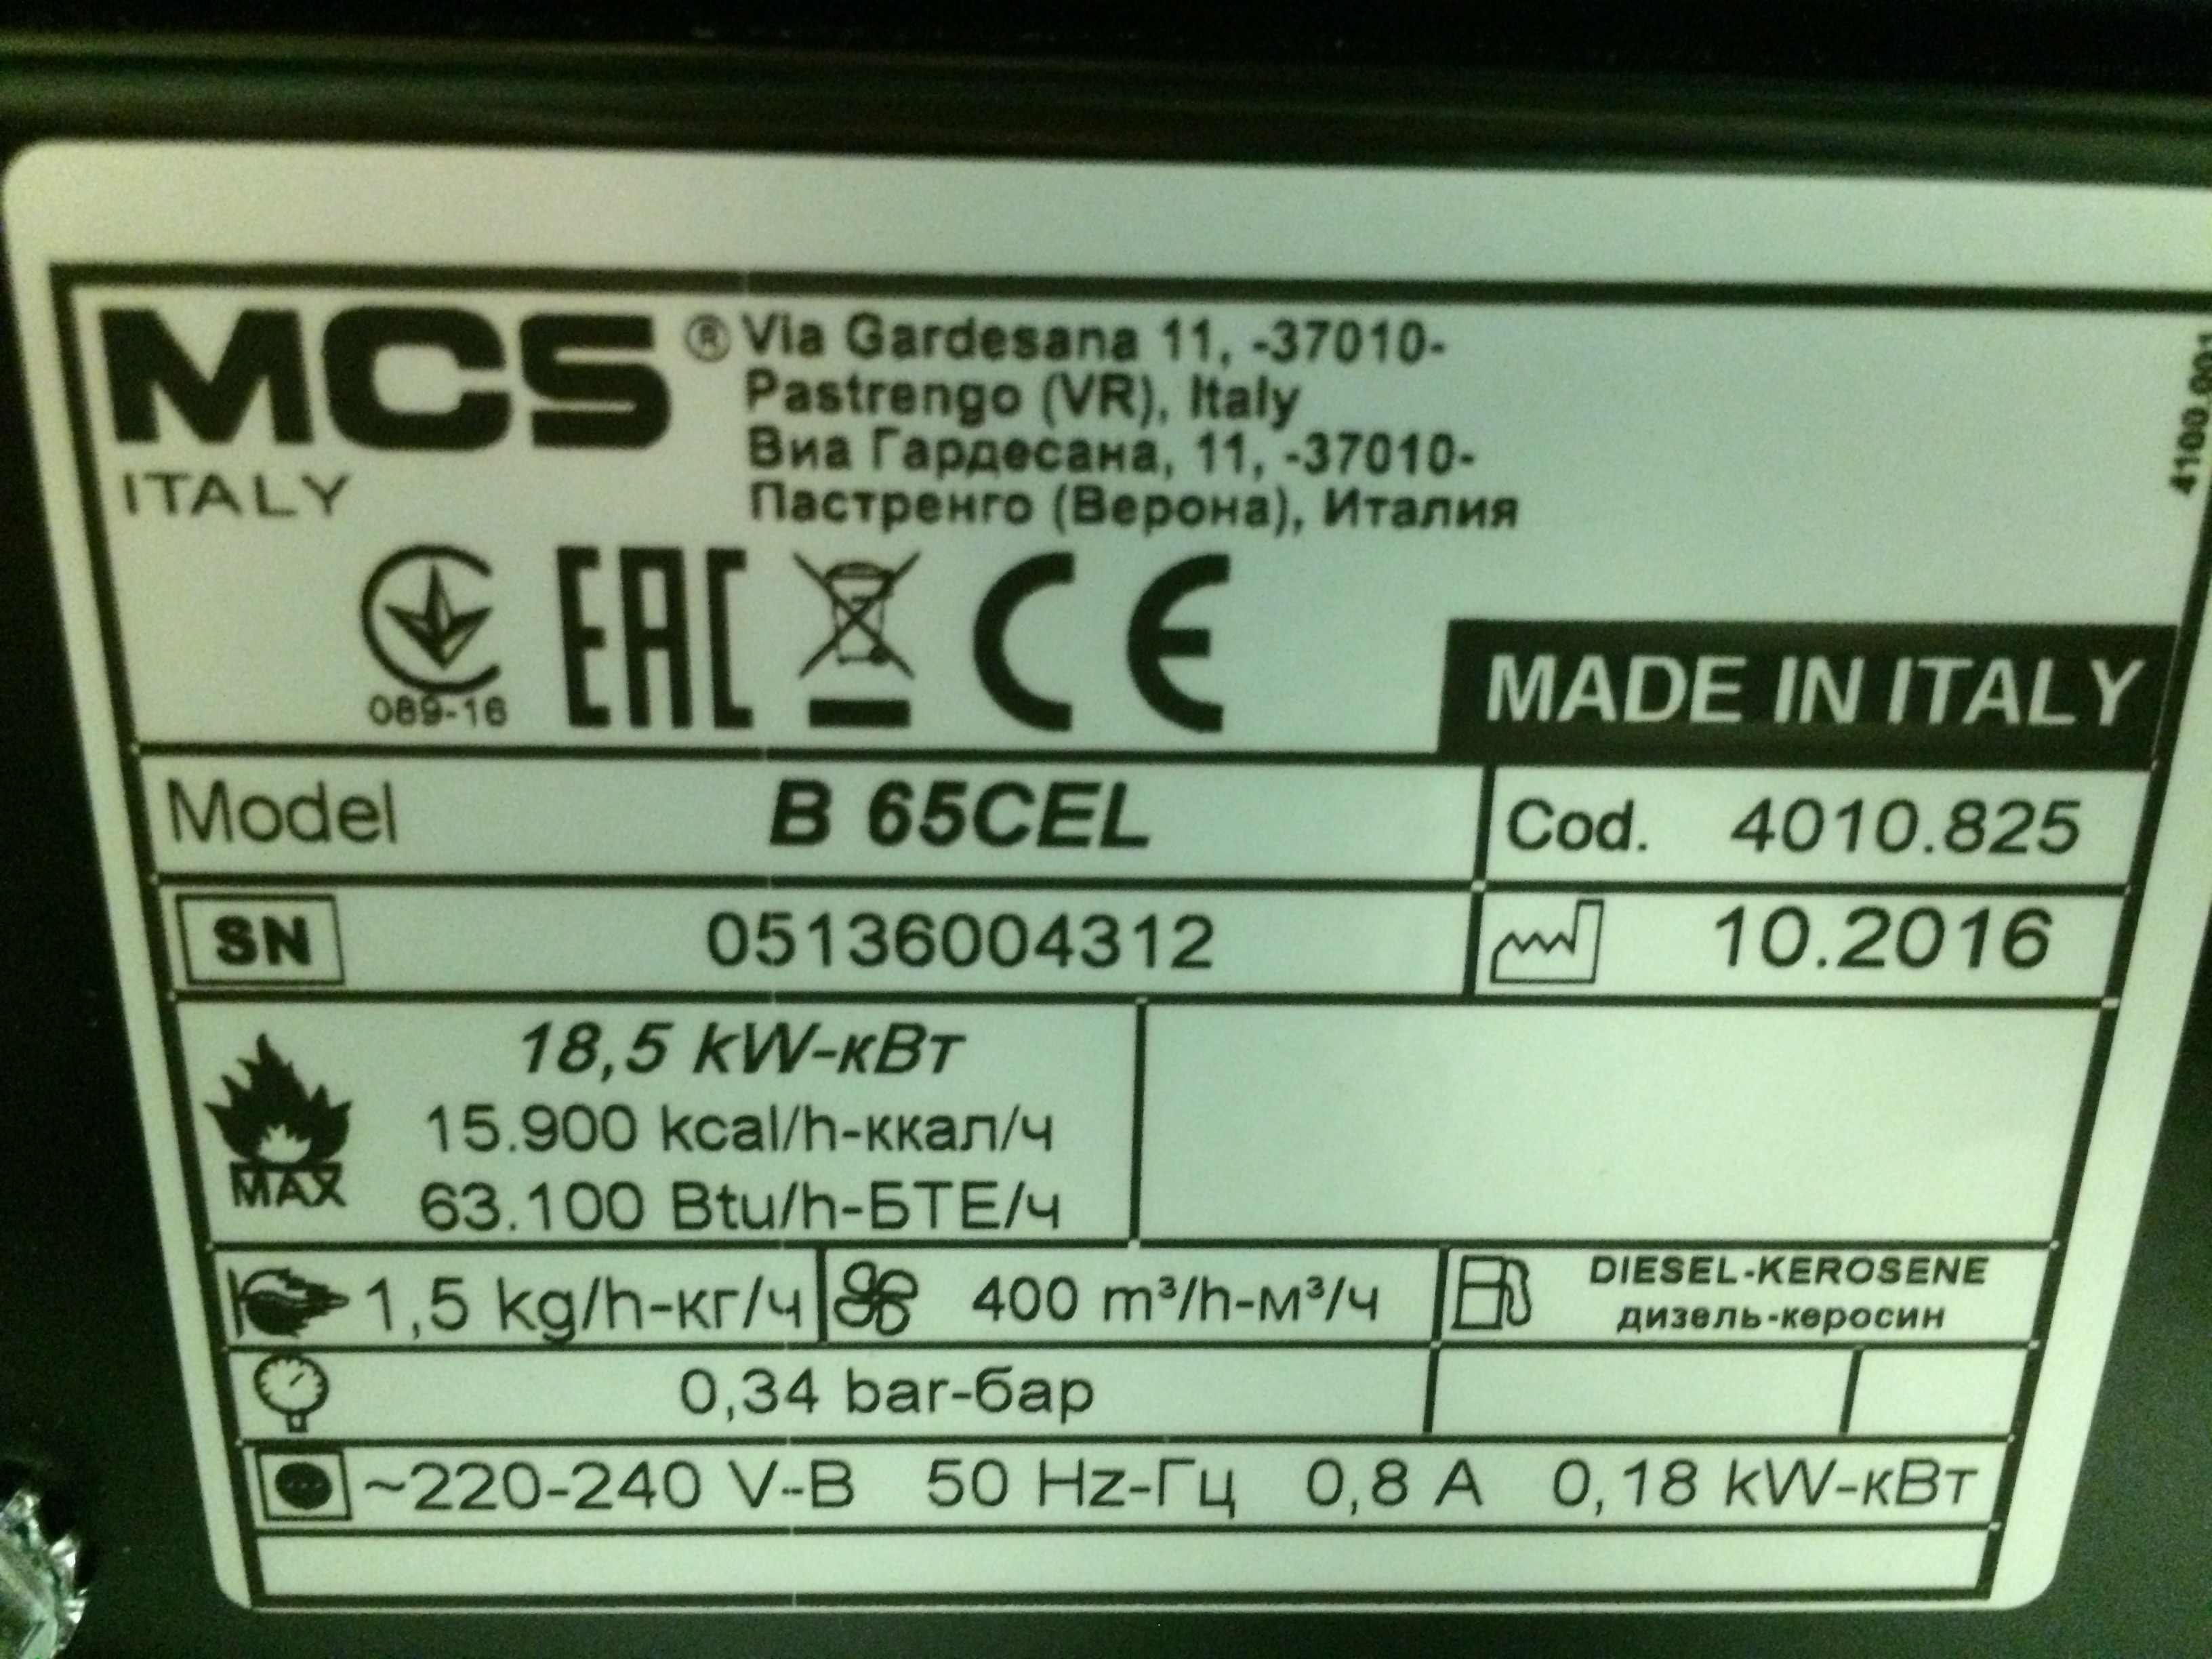 MCS ®
ITALY
Via Gardesana 11, -37010-
Pastrengo (VR), Italy
Виа Гардесана, 11, -37010-
Пастренго (Верона), Италия
4100.001
089-16
EAC
CE
MADE IN ITALY
Model B 65CEL Cod. 4010.825
SN 05136004312 10.2016
18,5 kW-кВт
15.900 kcal/h-ккал/ч
63.100 Btu/h-БТЕ/ч
MAX
1,5 kg/h-кг/ч 400 m³/h-м³/ч DIESEL-KEROSENE
дизель-керосин
0,34 bar-бар
~220-240 V-В 50 Hz-Гц 0,8 A 0,18 kW-кВт